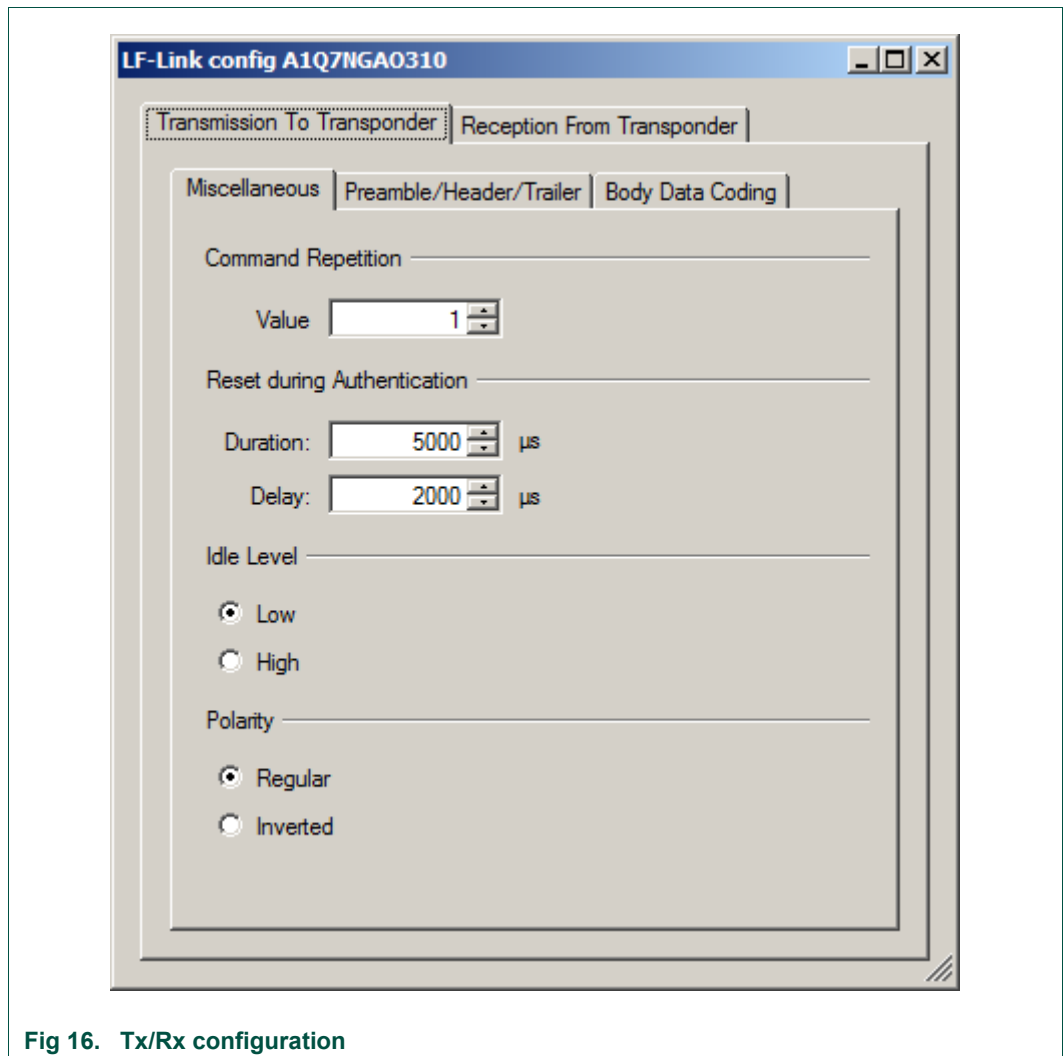 LF-Link config A1Q7NGAO310
Transmission To Transponder Reception From Transponder
Miscellaneous Preamble/Header/Trailer Body Data Coding
Command Repetition
Value 1
Reset during Authentication
Duration: 5000 µs
Delay: 2000 µs
Idle Level
Low
High
Polarity
Regular
Inverted
Fig 16. Tx/Rx configuration